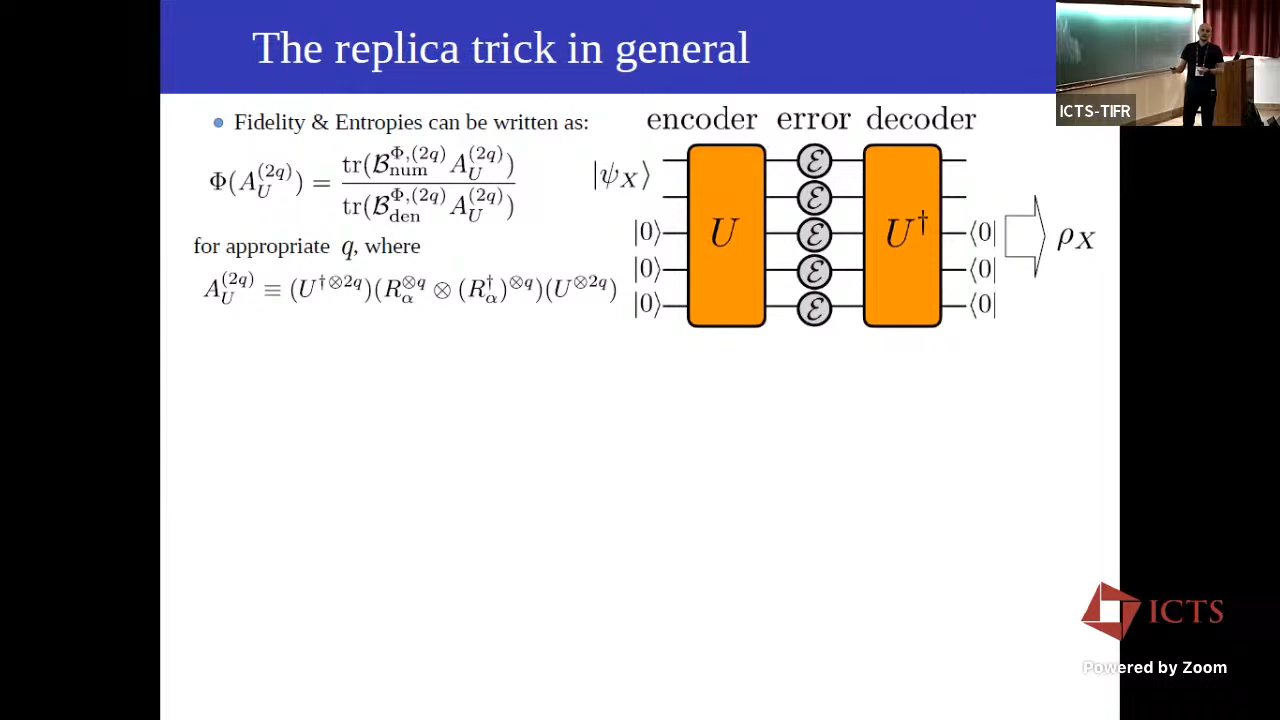 The replica trick in general
ICTS-TIFR
Fidelity & Entropies can be written as:
Φ(A_U^{(2q)}) = tr(ℬ_num^{Φ,(2q)} A_U^{(2q)}) / tr(ℬ_den^{Φ,(2q)} A_U^{(2q)})
for appropriate q, where
A_U^{(2q)} ≡ (U^{†⊗2q})(R_α^{⊗q} ⊗ (R_α^†)^{⊗q})(U^{⊗2q})
encoder error decoder
|ψ_X⟩ ℰ
ℰ
|0⟩ U ℰ U^† ⟨0| ρ_X
|0⟩ ℰ ⟨0|
|0⟩ ℰ ⟨0|
ICTS
Powered by Zoom